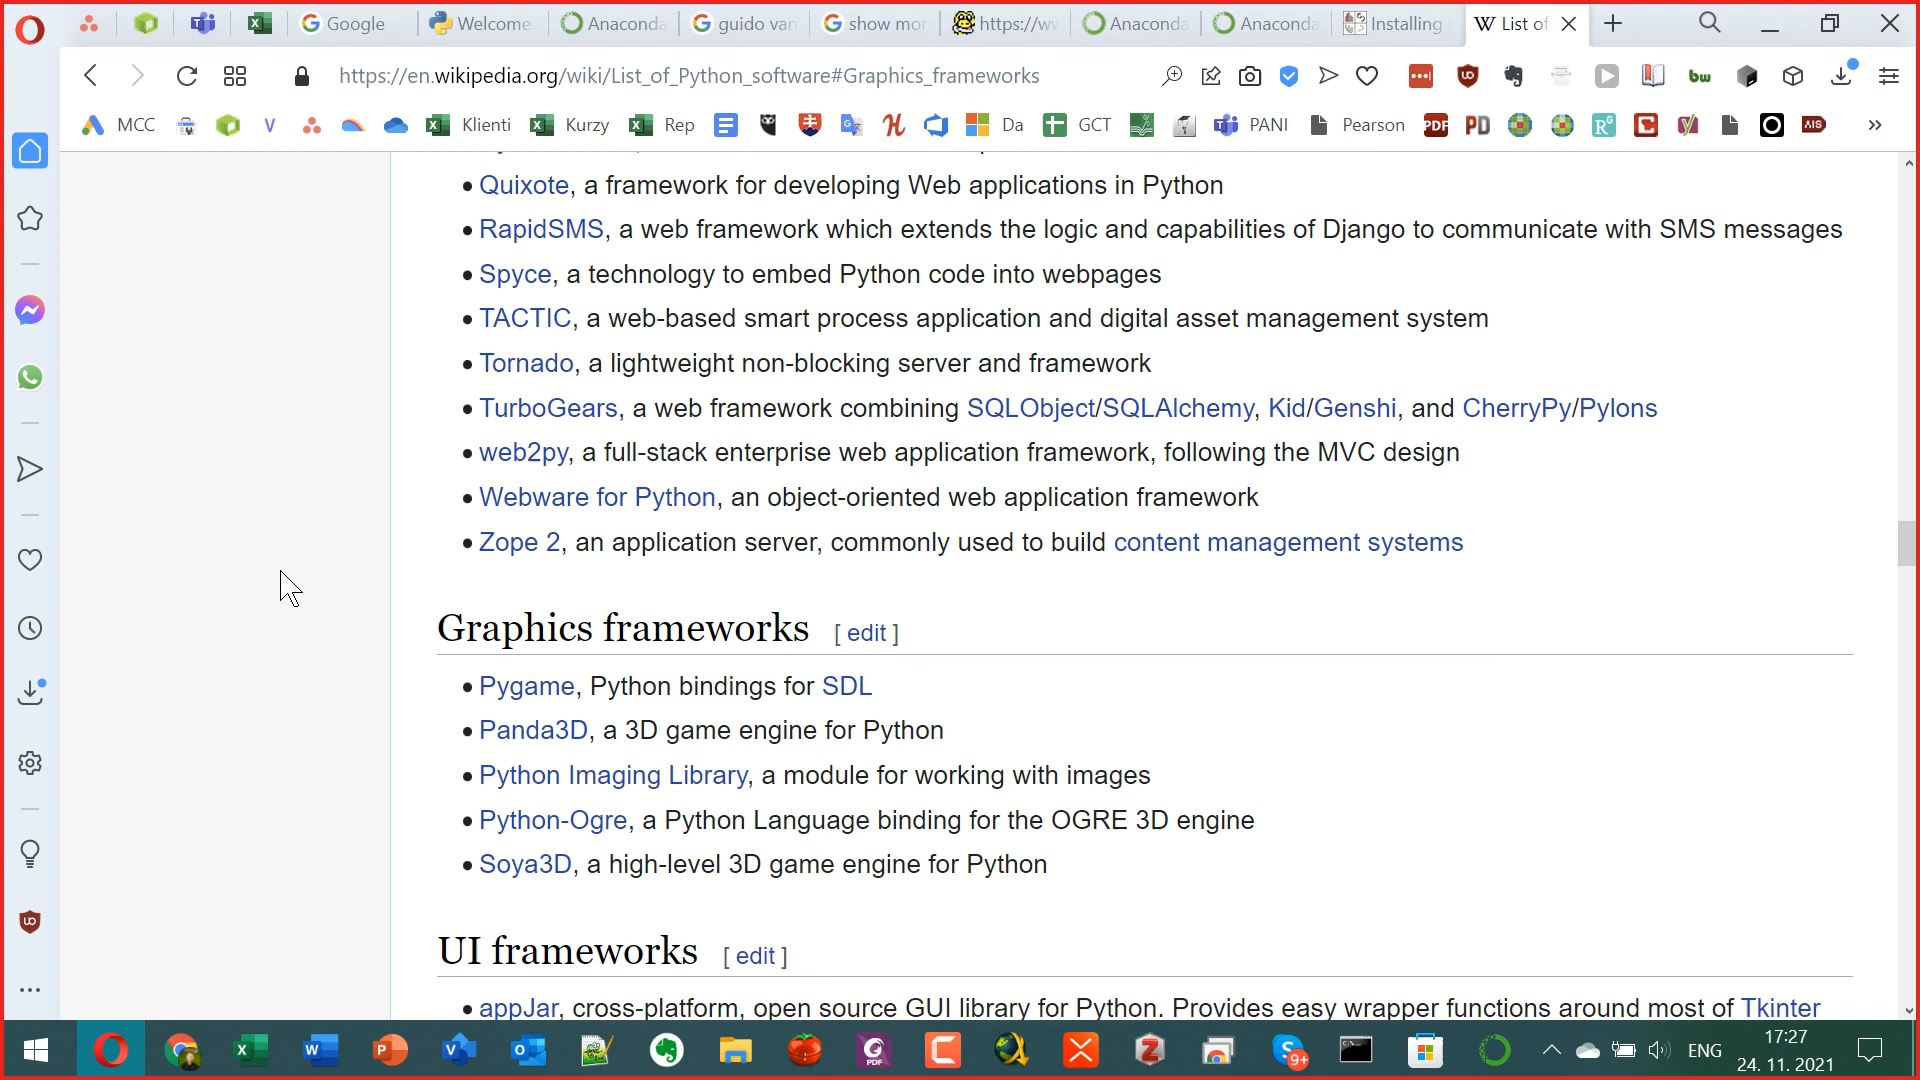 Google
Welcome
Anaconda
guido van
show mor
https://ww
Anaconda
Anaconda
Installing
W List of
https://en.wikipedia.org/wiki/List_of_Python_software#Graphics_frameworks
MCC
Klienti
Kurzy
Rep
Da
GCT
PANI
Pearson
PDF
PD
AIS
Quixote, a framework for developing Web applications in Python
RapidSMS, a web framework which extends the logic and capabilities of Django to communicate with SMS messages
Spyce, a technology to embed Python code into webpages
TACTIC, a web-based smart process application and digital asset management system
Tornado, a lightweight non-blocking server and framework
TurboGears, a web framework combining SQLObject/SQLAlchemy, Kid/Genshi, and CherryPy/Pylons
web2py, a full-stack enterprise web application framework, following the MVC design
Webware for Python, an object-oriented web application framework
Zope 2, an application server, commonly used to build content management systems
Graphics frameworks [ edit ]
Pygame, Python bindings for SDL
Panda3D, a 3D game engine for Python
Python Imaging Library, a module for working with images
Python-Ogre, a Python Language binding for the OGRE 3D engine
Soya3D, a high-level 3D game engine for Python
UI frameworks [ edit ]
appJar, cross-platform, open source GUI library for Python. Provides easy wrapper functions around most of Tkinter
ENG
17:27
24. 11. 2021